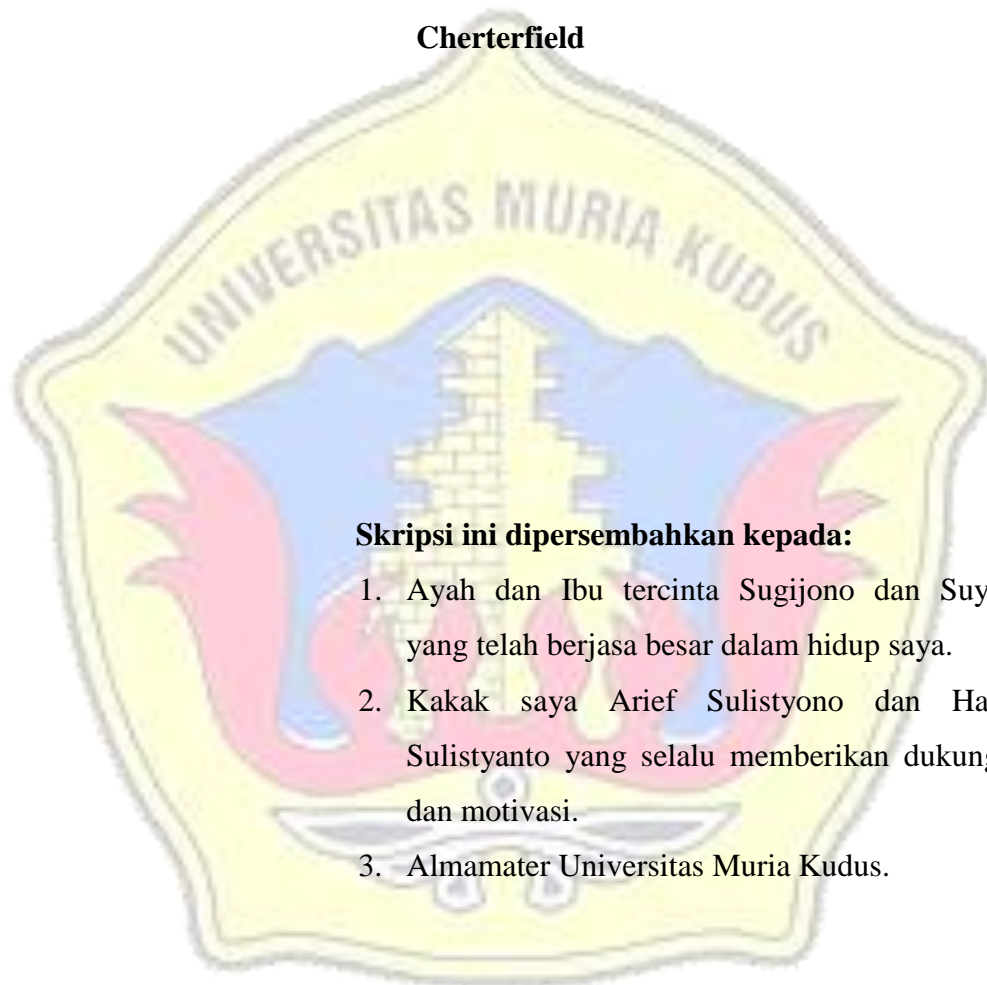 Cherterfield
UNIVERSITAS MURIA KUDUS
Skripsi ini dipersembahkan kepada:
1. Ayah dan Ibu tercinta Sugijono dan
yang telah berjasa besar dalam hidup saya.
2. Kakak saya Arief Sulistyono dan
Sulistyanto yang selalu memberikan
dan motivasi.
3. Almamater Universitas Muria Kudus.